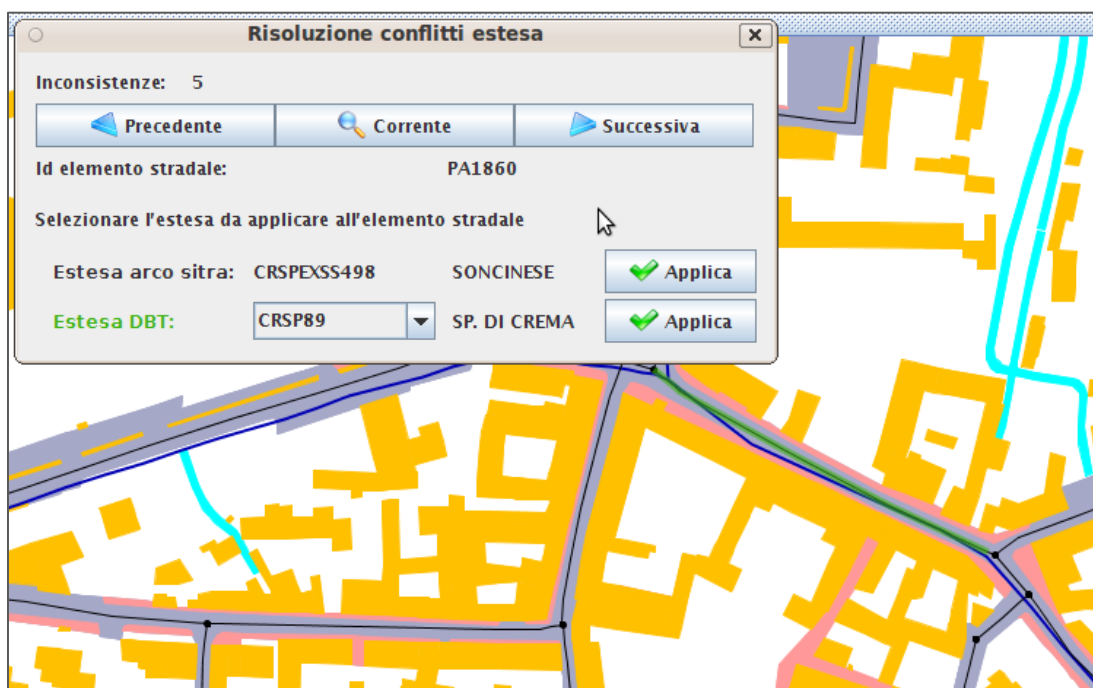 Risoluzione conflitti estesa
Inconsistenze: 5
Precedente Corrente Successiva
Id elemento stradale: PA1860
Selezionare l'estesa da applicare all'elemento stradale
Estesa arco sitra: CRSPEXSS498 SONCINESE Applica
Estesa DBT: CRSP89 SP. DI CREMA Applica